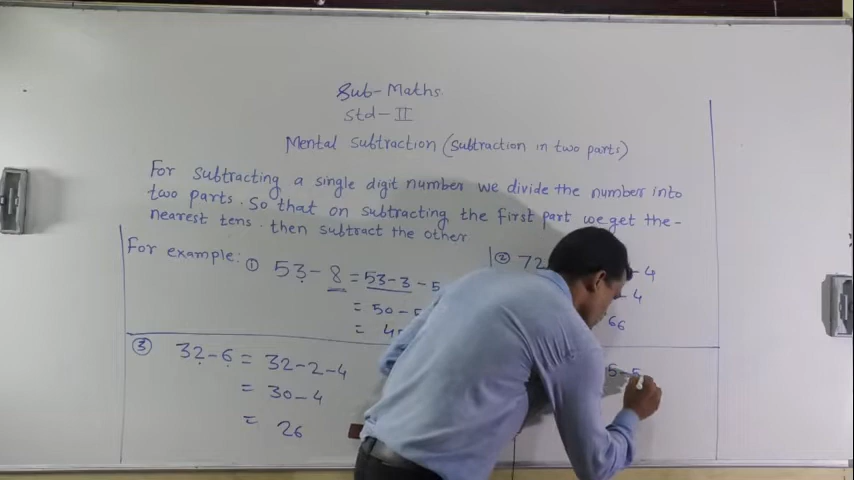 Sub-Maths.
Std-II
Mental Subtraction (Subtraction in two parts)
For Subtracting a single digit number we divide the number into
two parts. So that on subtracting the first part we get the-
nearest tens. then subtract the other
For example: ① 53-8 = 53-3-5
= 50-5
= 4
② 72 - 4
- 4
66
③ 32-6 = 32-2-4
= 30-4
= 26
5-5